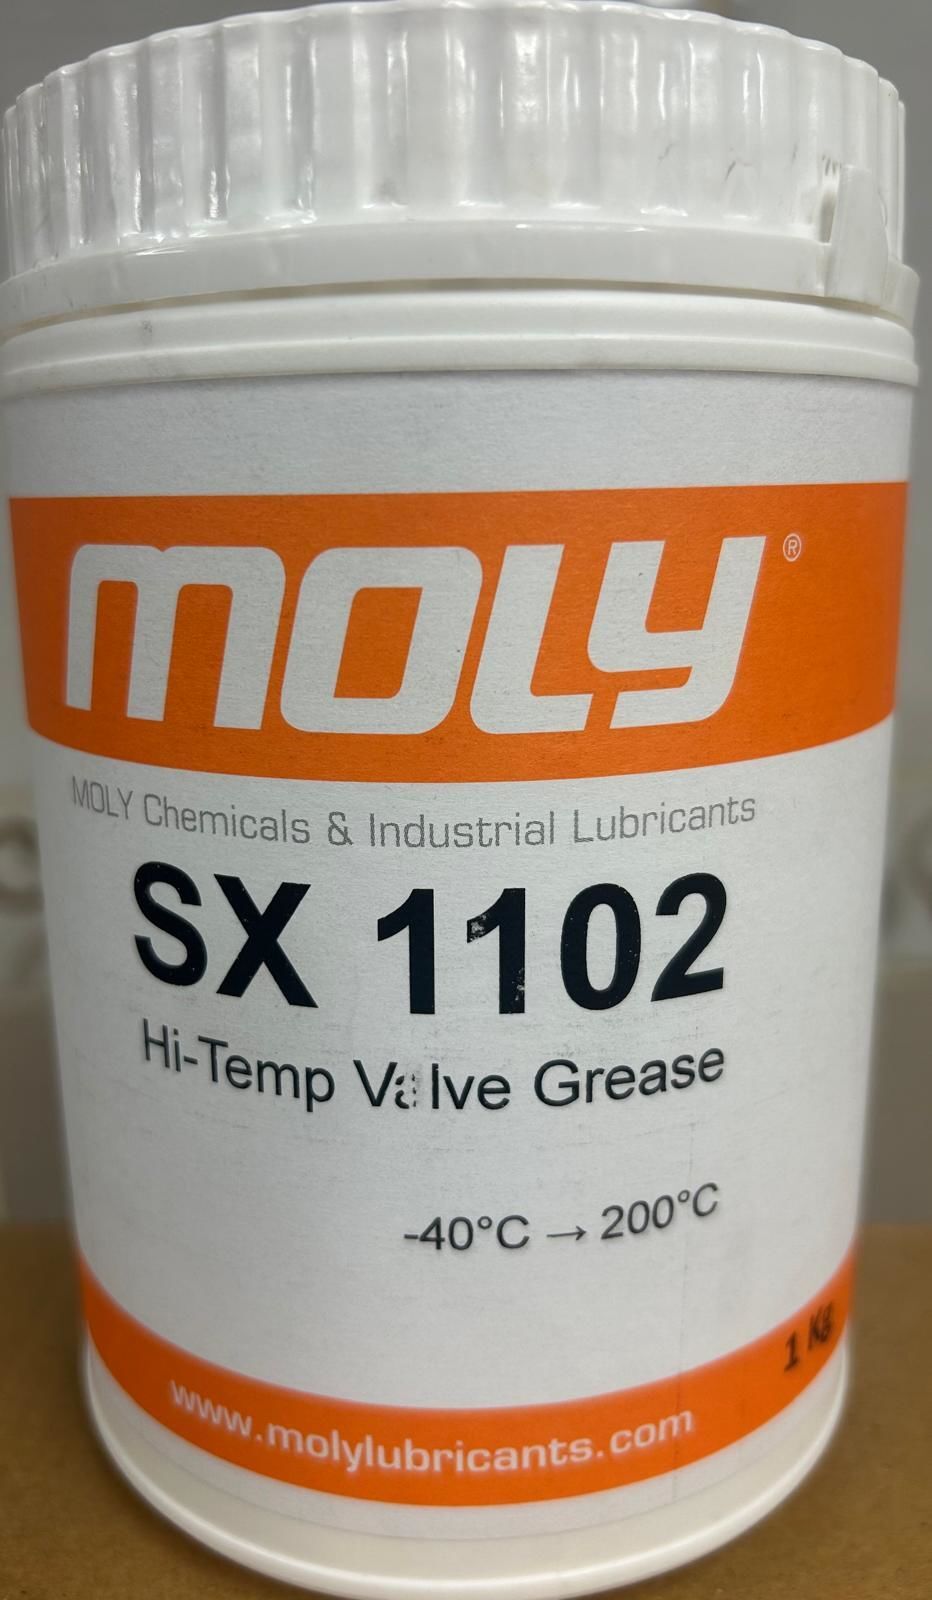 MOLY®
MOLY Chemicals & Industrial Lubricants
SX 1102
Hi-Temp Valve Grease
-40°C → 200°C
1 Kg
www.molylubricants.com